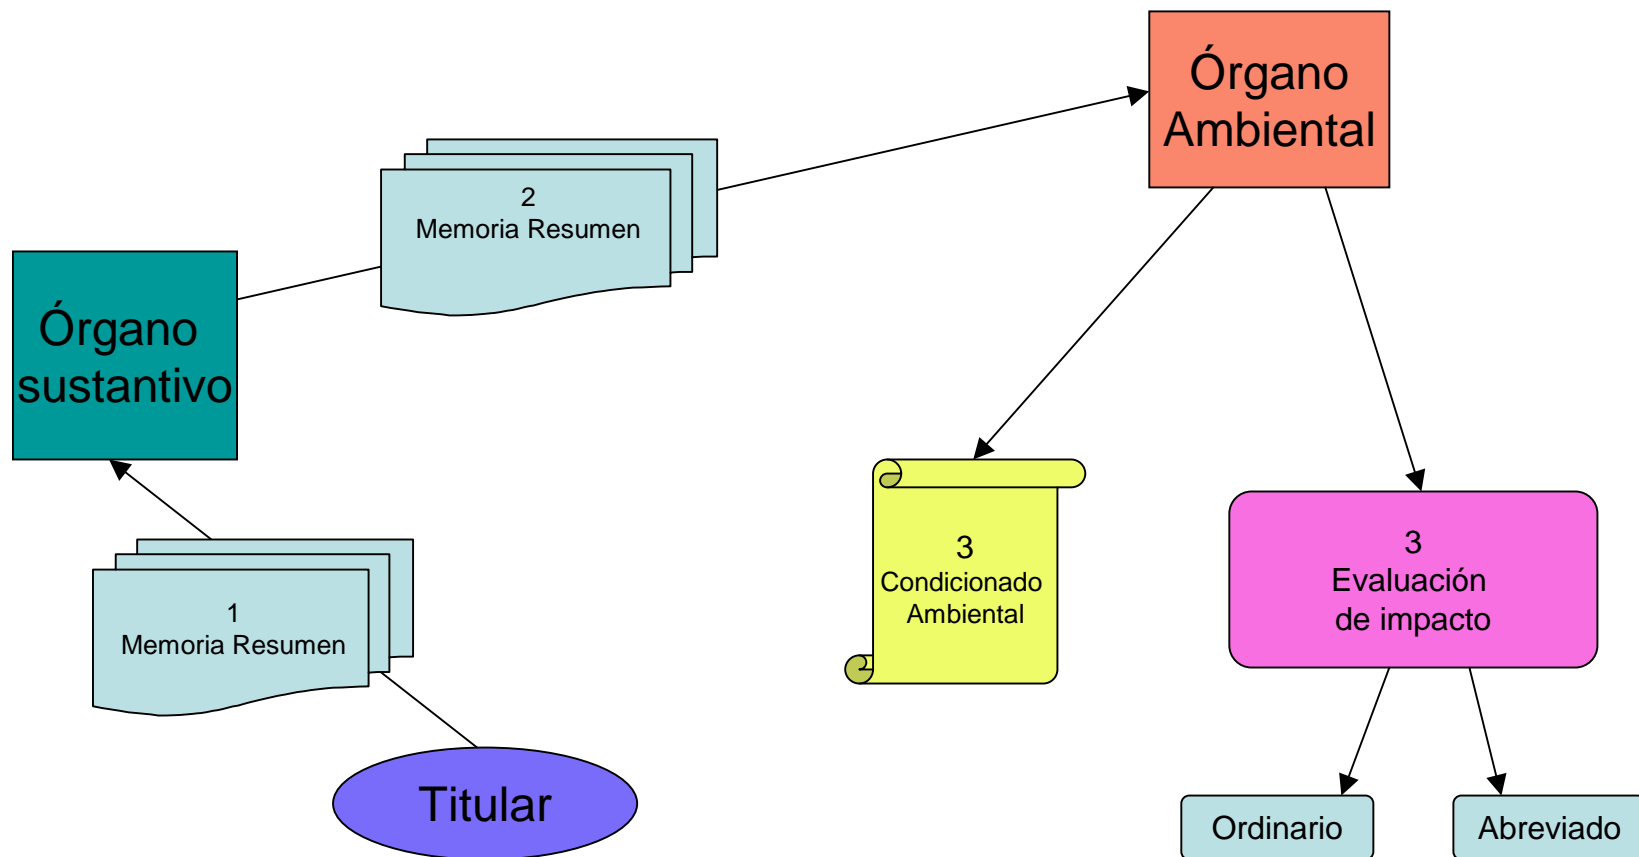 Órgano
Ambiental
2
Memoria Resumen
Órgano
sustantivo
3
Condicionado
Ambiental
3
Evaluación
de impacto
1
Memoria Resumen
Titular
Ordinario
Abreviado